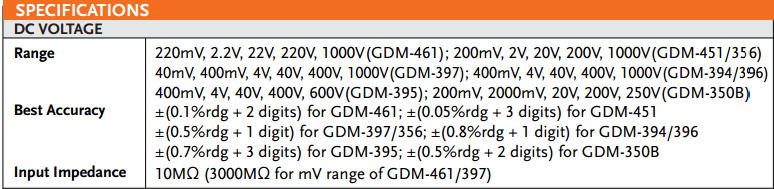 SPECIFICATIONS
DC VOLTAGE
Range 220mV, 2.2V, 22V, 220V, 1000V(GDM-461); 200mV, 2V, 20V, 200V, 1000V(GDM-451/356)
40mV, 400mV, 4V, 40V, 400V, 1000V(GDM-397); 400mV, 4V, 40V, 400V, 1000V(GDM-394/396)
400mV, 4V, 40V, 400V, 600V(GDM-395); 200mV, 2000mV, 20V, 200V, 250V(GDM-350B)
Best Accuracy ±(0.1%rdg + 2 digits) for GDM-461; ±(0.05%rdg + 3 digits) for GDM-451
±(0.5%rdg + 1 digit) for GDM-397/356; ±(0.8%rdg + 1 digit) for GDM-394/396
±(0.7%rdg + 3 digits) for GDM-395; ±(0.5%rdg + 2 digits) for GDM-350B
Input Impedance 10MΩ (3000MΩ for mV range of GDM-461/397)